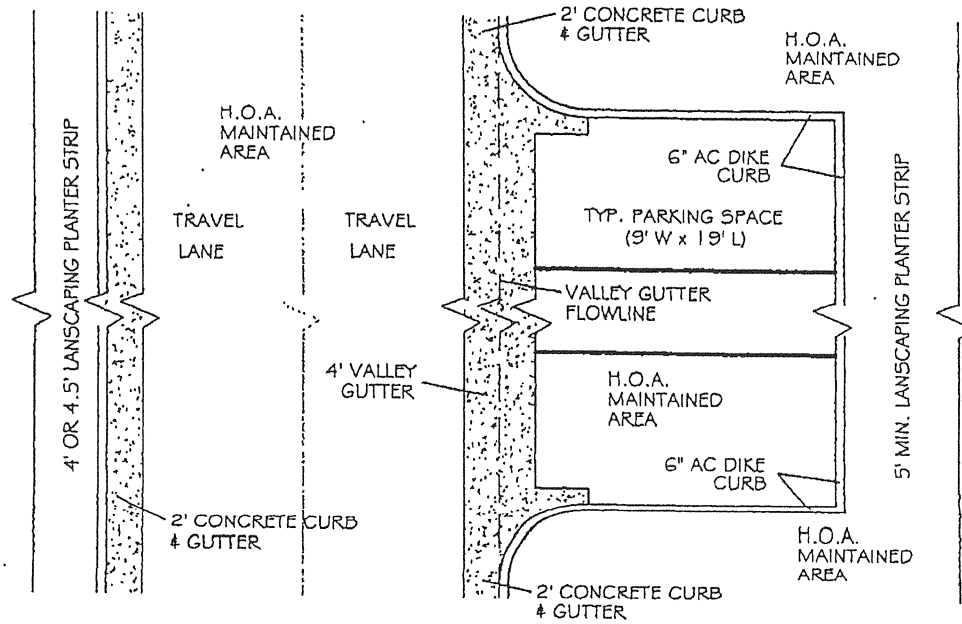 2' CONCRETE CURB
& GUTTER
H.O.A.
MAINTAINED
AREA
H.O.A.
MAINTAINED
AREA
4' OR 4.5' LANSCAPING PLANTER STRIP
6" AC DIKE
CURB
TRAVEL
LANE
TRAVEL
LANE
TYP. PARKING SPACE
(9' W x 19' L)
5' MIN. LANSCAPING PLANTER STRIP
VALLEY GUTTER
FLOWLINE
4' VALLEY
GUTTER
H.O.A.
MAINTAINED
AREA
6" AC DIKE
CURB
2' CONCRETE CURB
& GUTTER
H.O.A.
MAINTAINED
AREA
2' CONCRETE CURB
& GUTTER